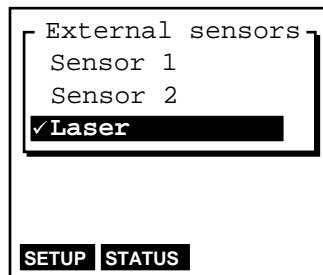 External sensors
Sensor 1
Sensor 2
✓Laser
SETUP STATUS